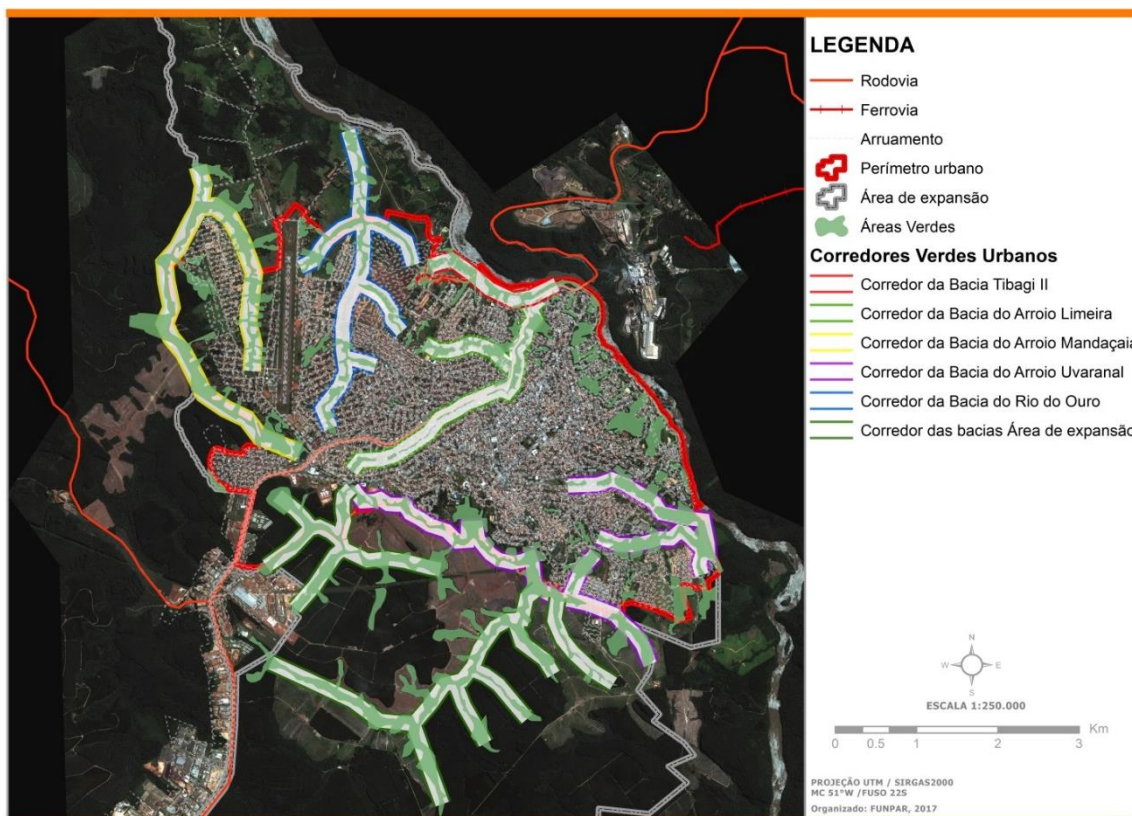 LEGENDA
Rodovia
Ferrovia
Arruamento
Perímetro urbano
Área de expansão
Áreas Verdes
Corredores Verdes Urbanos
Corredor da Bacia Tibagi II
Corredor da Bacia do Arroio Limeira
Corredor da Bacia do Arroio Mandaçaia
Corredor da Bacia do Arroio Uvaranal
Corredor da Bacia do Rio do Ouro
Corredor das bacias Área de expansão
N
W E
S
ESCALA 1:250.000
Km
0 0.5 1 2 3
PROJEÇÃO UTM / SIRGAS2000
MC 51°W /FUSO 22S
Organizado: FUNPAR, 2017